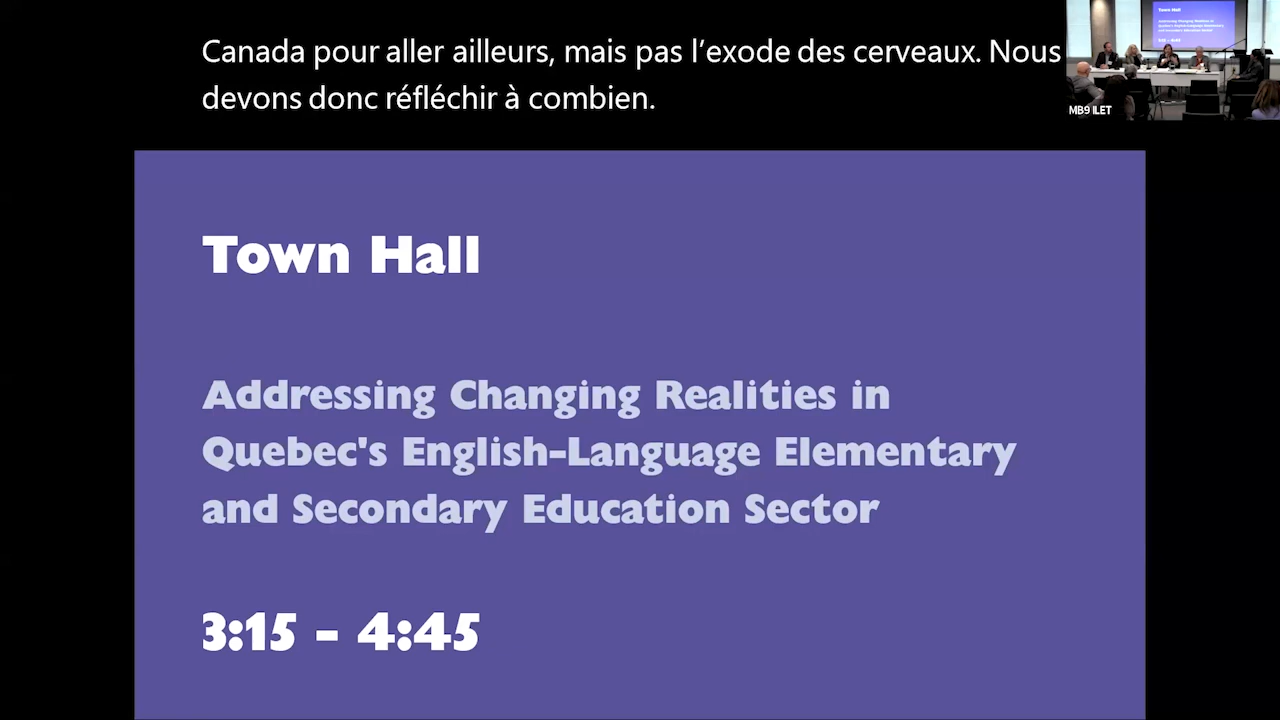 Canada pour aller ailleurs, mais pas l’exode des cerveaux. Nous
devons donc réfléchir à combien.
MB9 ILET
Town Hall
Addressing Changing Realities in
Quebec's English-Language Elementary
and Secondary Education Sector
3:15 - 4:45